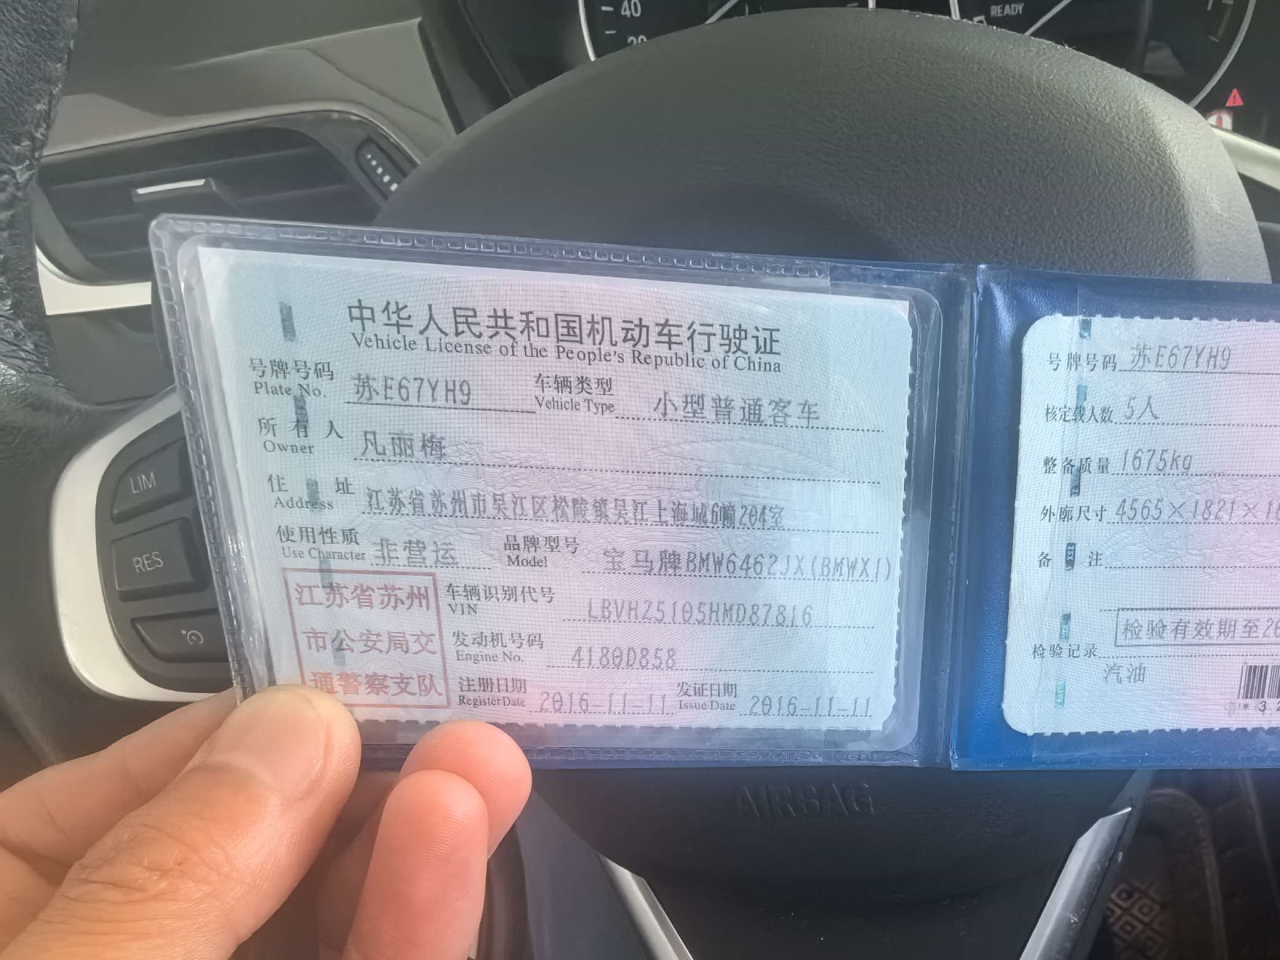 40
READY
LIM
RES
中华人民共和国机动车行驶证
Vehicle License of the People's Republic of China
号牌号码 苏E67YH9 车辆类型 小型普通客车
Plate No. Vehicle Type
所有人 凡丽梅
Owner
住址 江苏省苏州市吴江区松陵镇吴江上海城6幢204室
Address
使用性质 非营运 品牌型号 宝马牌BMW6462JX(BMWX1)
Use Character Model
江苏省苏州
市公安局交
通警察支队
车辆识别代号 LBVHZ5105HMD87816
VIN
发动机号码 4180D858
Engine No.
注册日期 2016-11-11 发证日期 2016-11-11
Register Date Issue Date
号牌号码 苏E67YH9
核定载人数 5人
整备质量 1675kg
外廓尺寸 4565×1821×1
备注
检验有效期至20
检验记录
汽油
AIRBAG